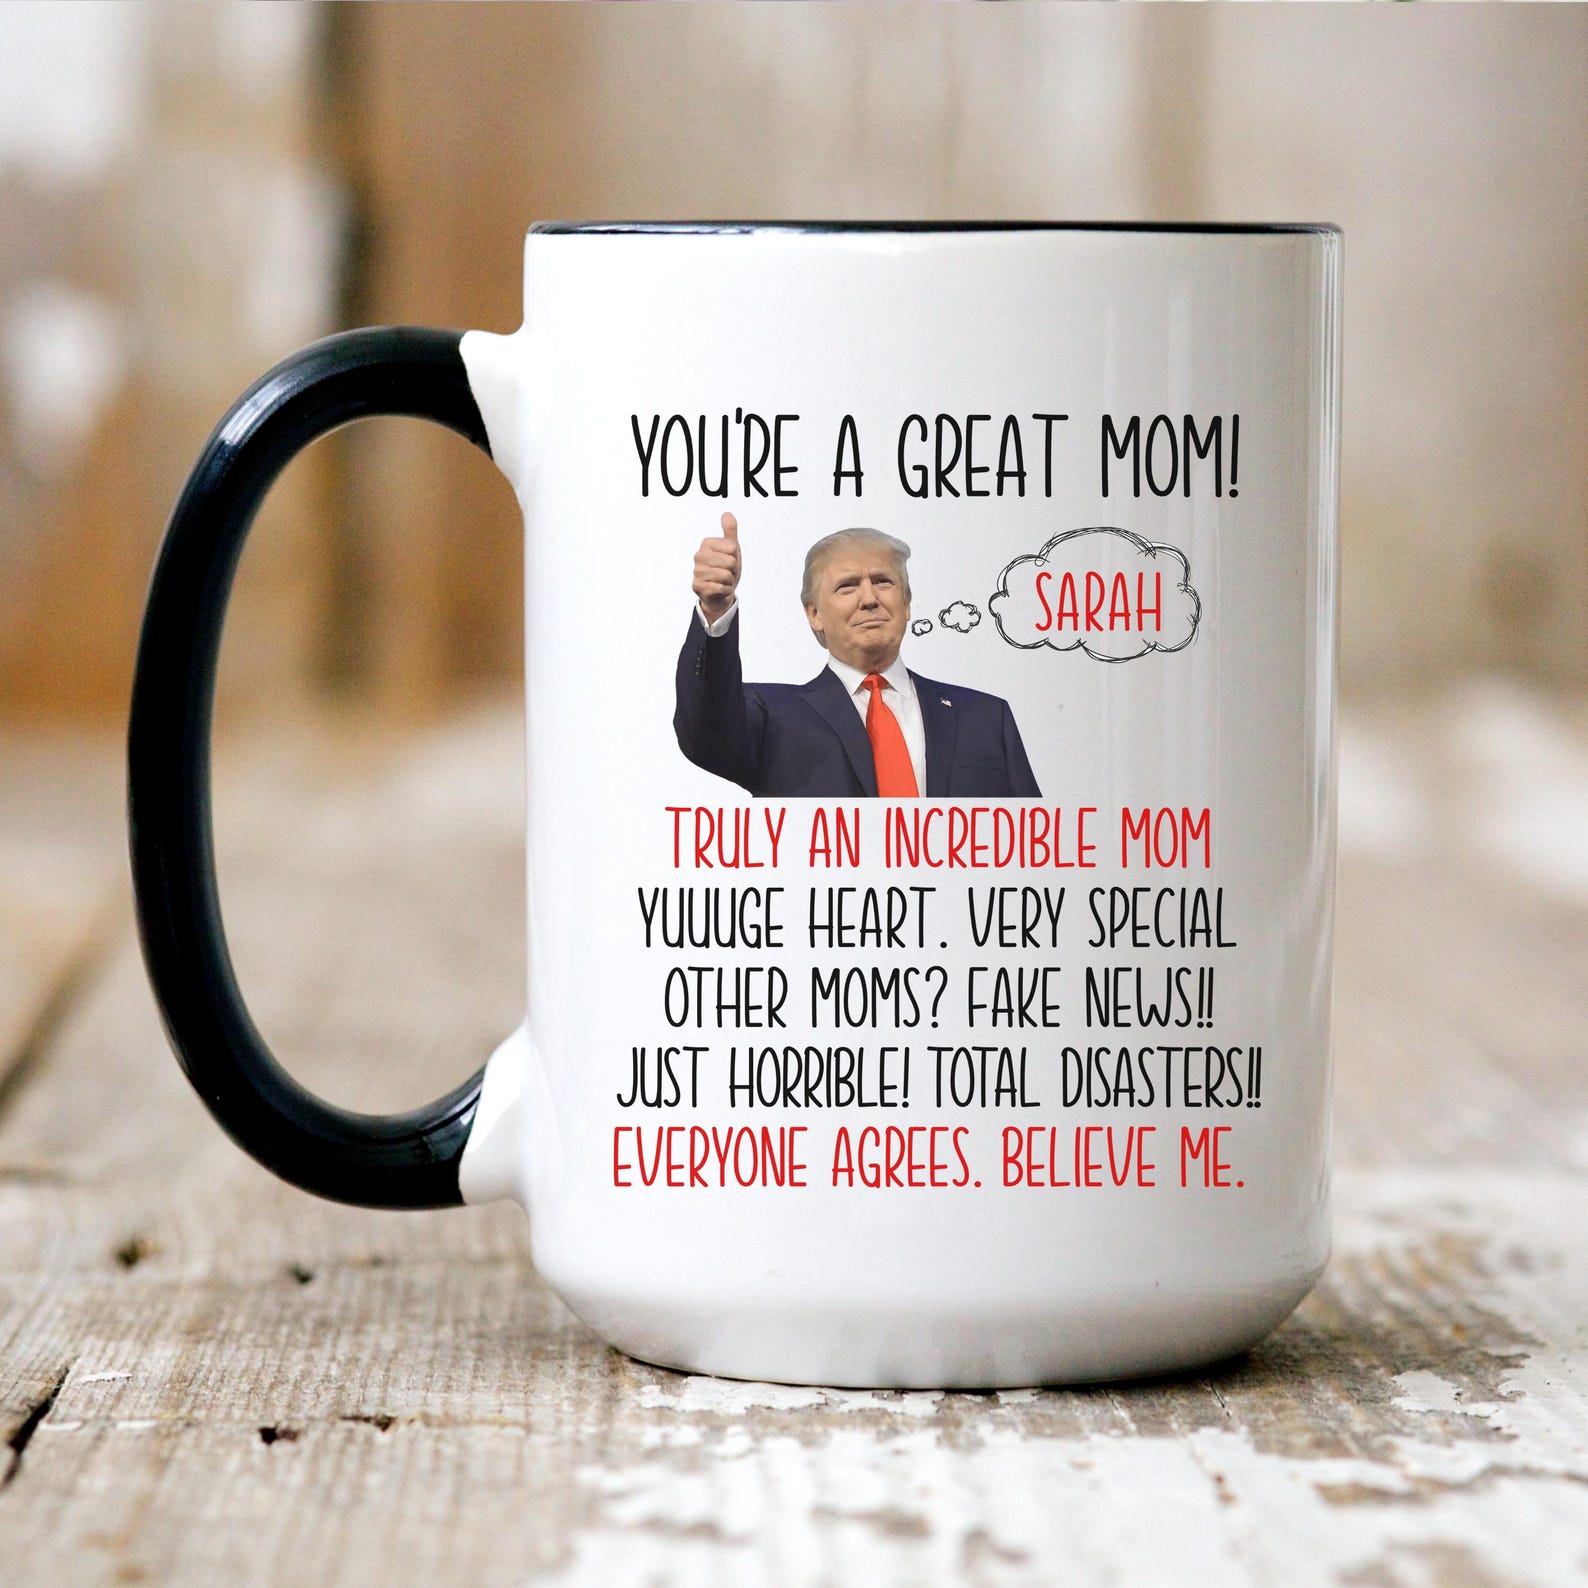 YOU'RE A GREAT MOM!
SARAH
TRULY AN INCREDIBLE MOM
YUUUGE HEART. VERY SPECIAL
OTHER MOMS? FAKE NEWS!!
JUST HORRIBLE! TOTAL DISASTERS!!
EVERYONE AGREES. BELIEVE ME.